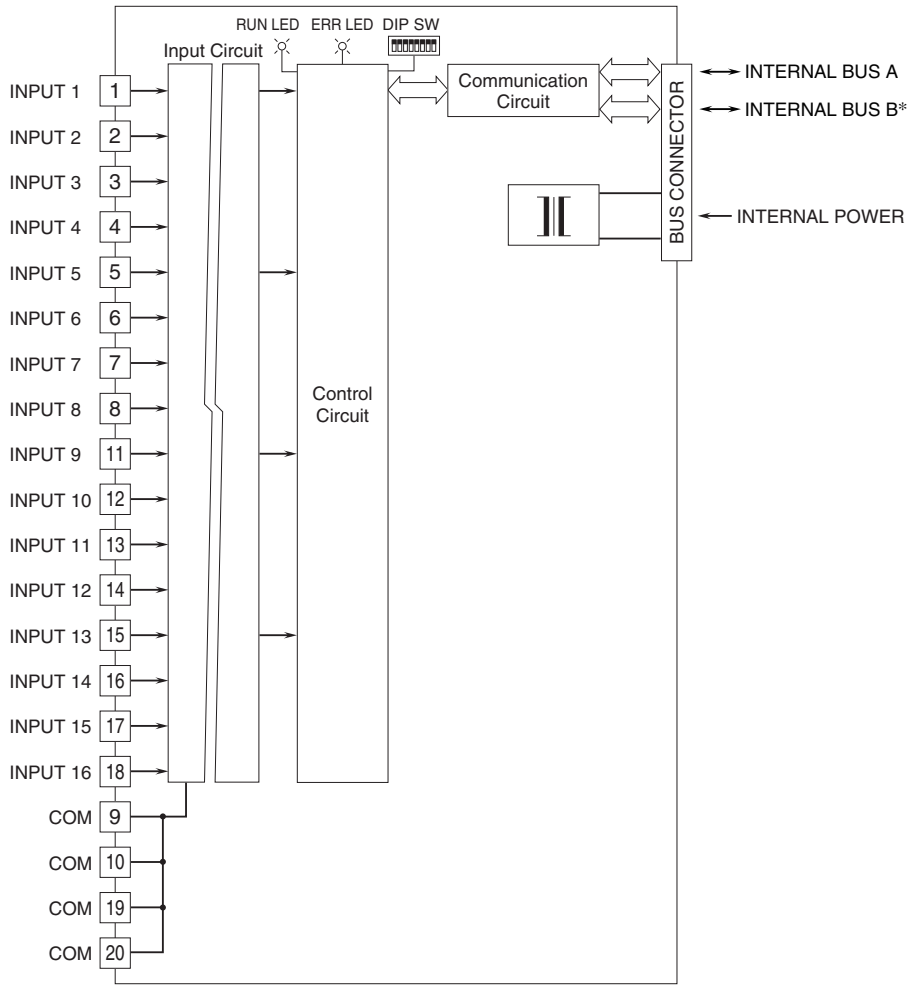 RUN LED ERR LED DIP SW
Input Circuit
Communication
Circuit
INTERNAL BUS A
INTERNAL BUS B*
BUS CONNECTOR
INTERNAL POWER
Control
Circuit
INPUT 1 1
INPUT 2 2
INPUT 3 3
INPUT 4 4
INPUT 5 5
INPUT 6 6
INPUT 7 7
INPUT 8 8
INPUT 9 11
INPUT 10 12
INPUT 11 13
INPUT 12 14
INPUT 13 15
INPUT 14 16
INPUT 15 17
INPUT 16 18
COM 9
COM 10
COM 19
COM 20